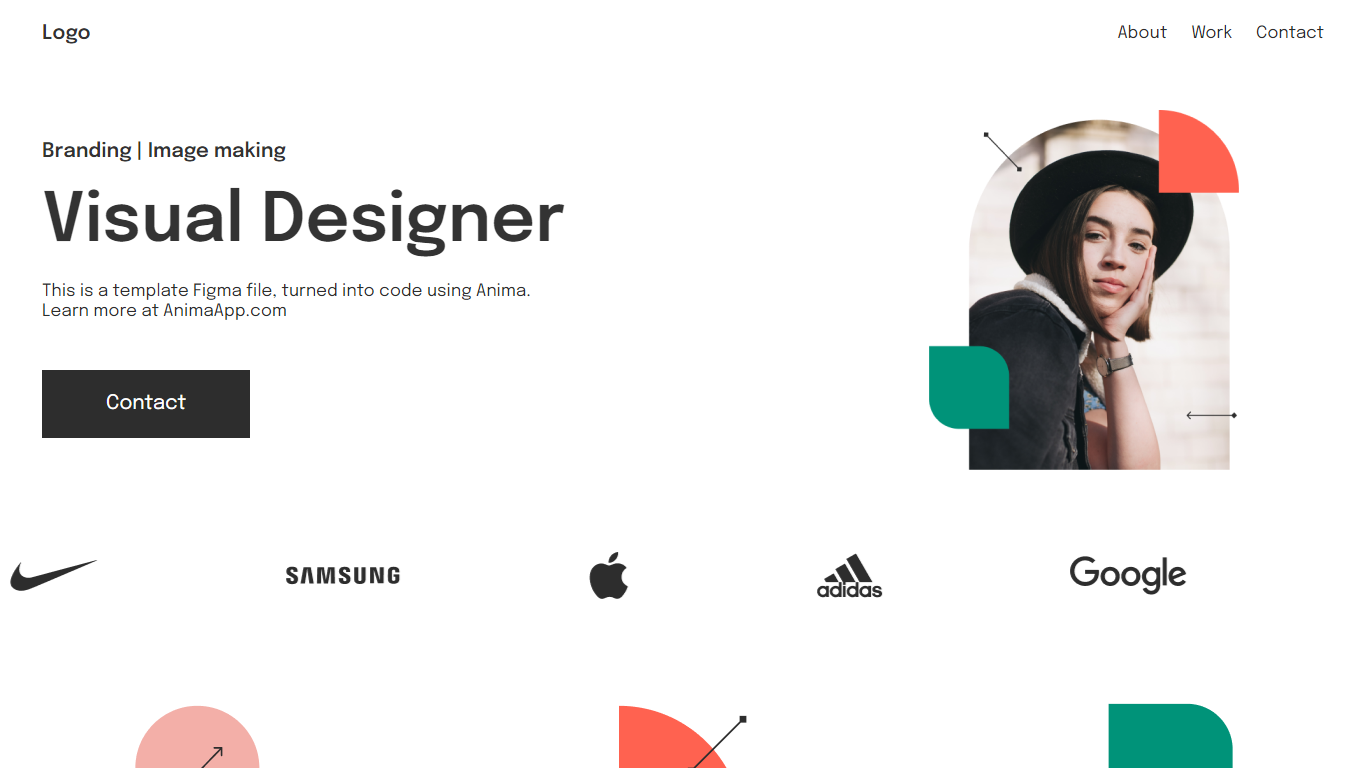 Logo
About Work Contact
Branding | Image making
Visual Designer
This is a template Figma file, turned into code using Anima.
Learn more at AnimaApp.com
Contact
SAMSUNG
adidas
Google